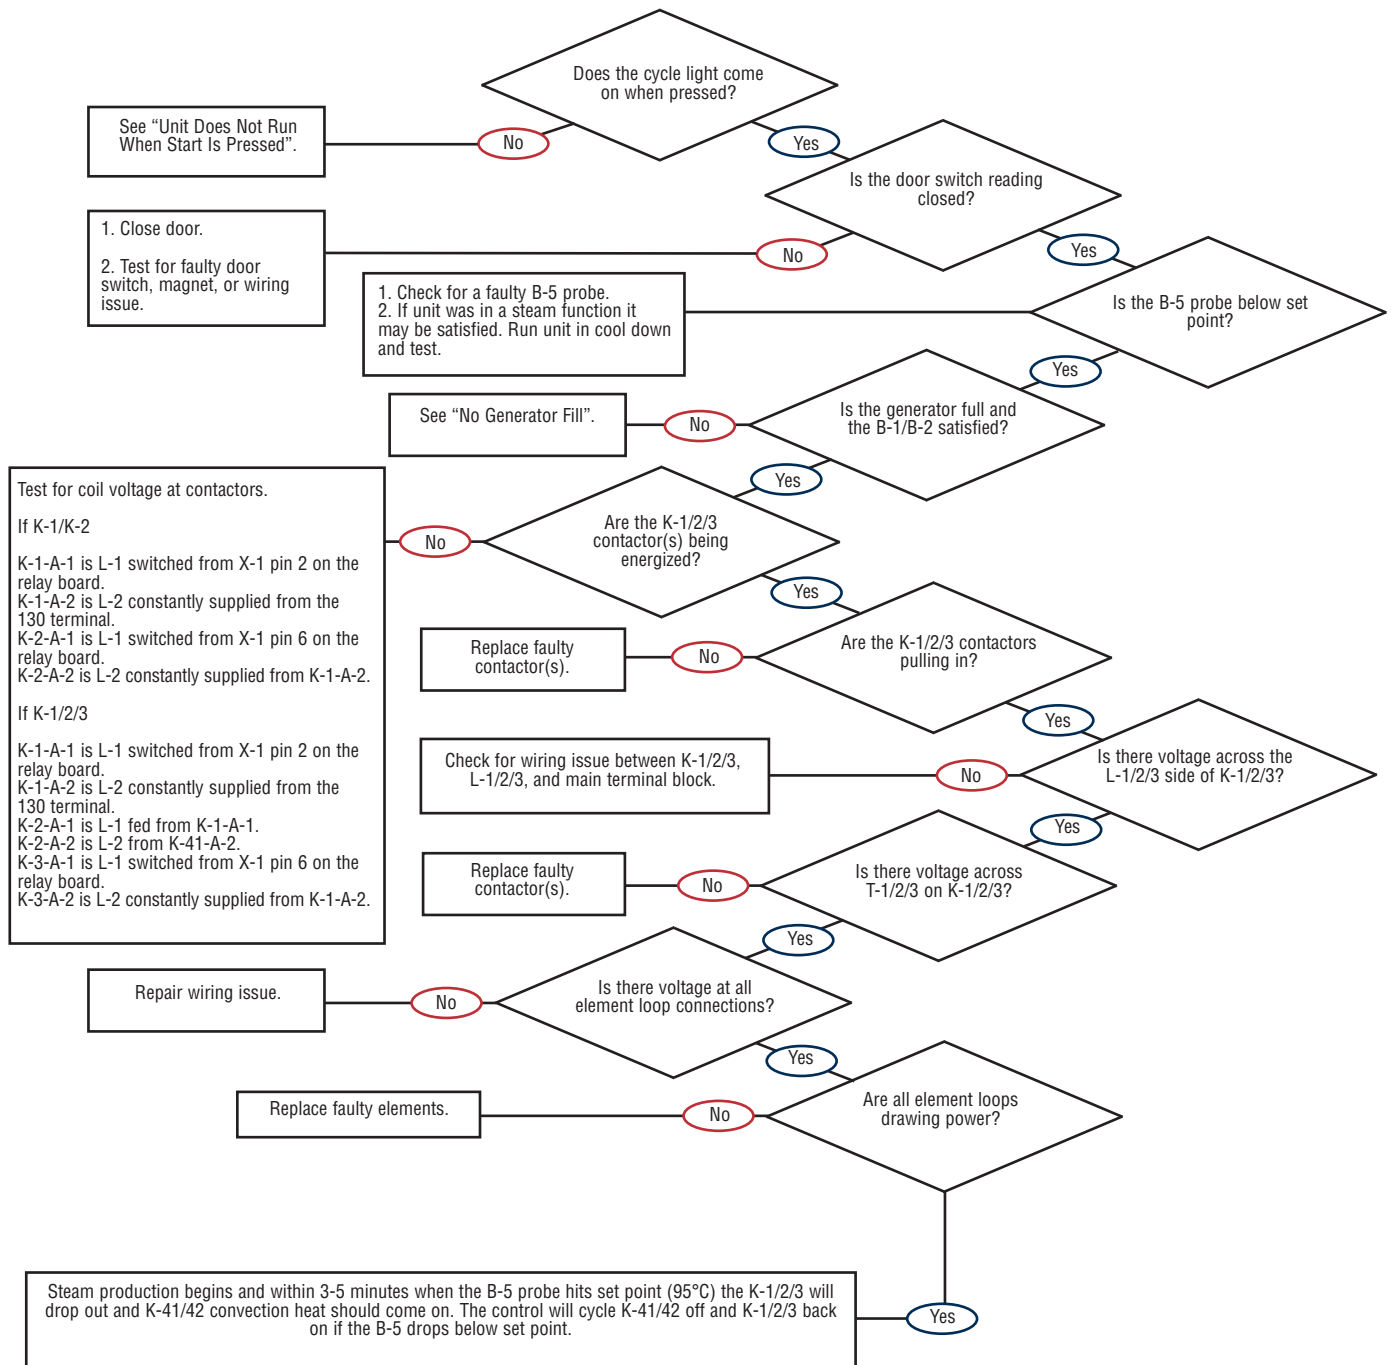 Does the cycle light come
on when pressed?
See “Unit Does Not Run
When Start Is Pressed”.
No
Yes
Is the door switch reading
closed?
1. Close door.
2. Test for faulty door
switch, magnet, or wiring
issue.
No
Yes
1. Check for a faulty B-5 probe.
2. If unit was in a steam function it
may be satisfied. Run unit in cool down
and test.
Is the B-5 probe below set
point?
Yes
See “No Generator Fill”.
No
Is the generator full and
the B-1/B-2 satisfied?
Yes
Test for coil voltage at contactors.
If K-1/K-2
K-1-A-1 is L-1 switched from X-1 pin 2 on the
relay board.
K-1-A-2 is L-2 constantly supplied from the
130 terminal.
K-2-A-1 is L-1 switched from X-1 pin 6 on the
relay board.
K-2-A-2 is L-2 constantly supplied from K-1-A-2.
If K-1/2/3
K-1-A-1 is L-1 switched from X-1 pin 2 on the
relay board.
K-1-A-2 is L-2 constantly supplied from the
130 terminal.
K-2-A-1 is L-1 fed from K-1-A-1.
K-2-A-2 is L-2 from K-41-A-2.
K-3-A-1 is L-1 switched from X-1 pin 6 on the
relay board.
K-3-A-2 is L-2 constantly supplied from K-1-A-2.
No
Are the K-1/2/3
contactor(s) being
energized?
Yes
Replace faulty
contactor(s).
No
Are the K-1/2/3 contactors
pulling in?
Yes
Check for wiring issue between K-1/2/3,
L-1/2/3, and main terminal block.
No
Is there voltage across the
L-1/2/3 side of K-1/2/3?
Yes
Replace faulty
contactor(s).
No
Is there voltage across
T-1/2/3 on K-1/2/3?
Yes
Repair wiring issue.
No
Is there voltage at all
element loop connections?
Yes
Replace faulty elements.
No
Are all element loops
drawing power?
Steam production begins and within 3-5 minutes when the B-5 probe hits set point (95°C) the K-1/2/3 will
drop out and K-41/42 convection heat should come on. The control will cycle K-41/42 off and K-1/2/3 back
on if the B-5 drops below set point.
Yes